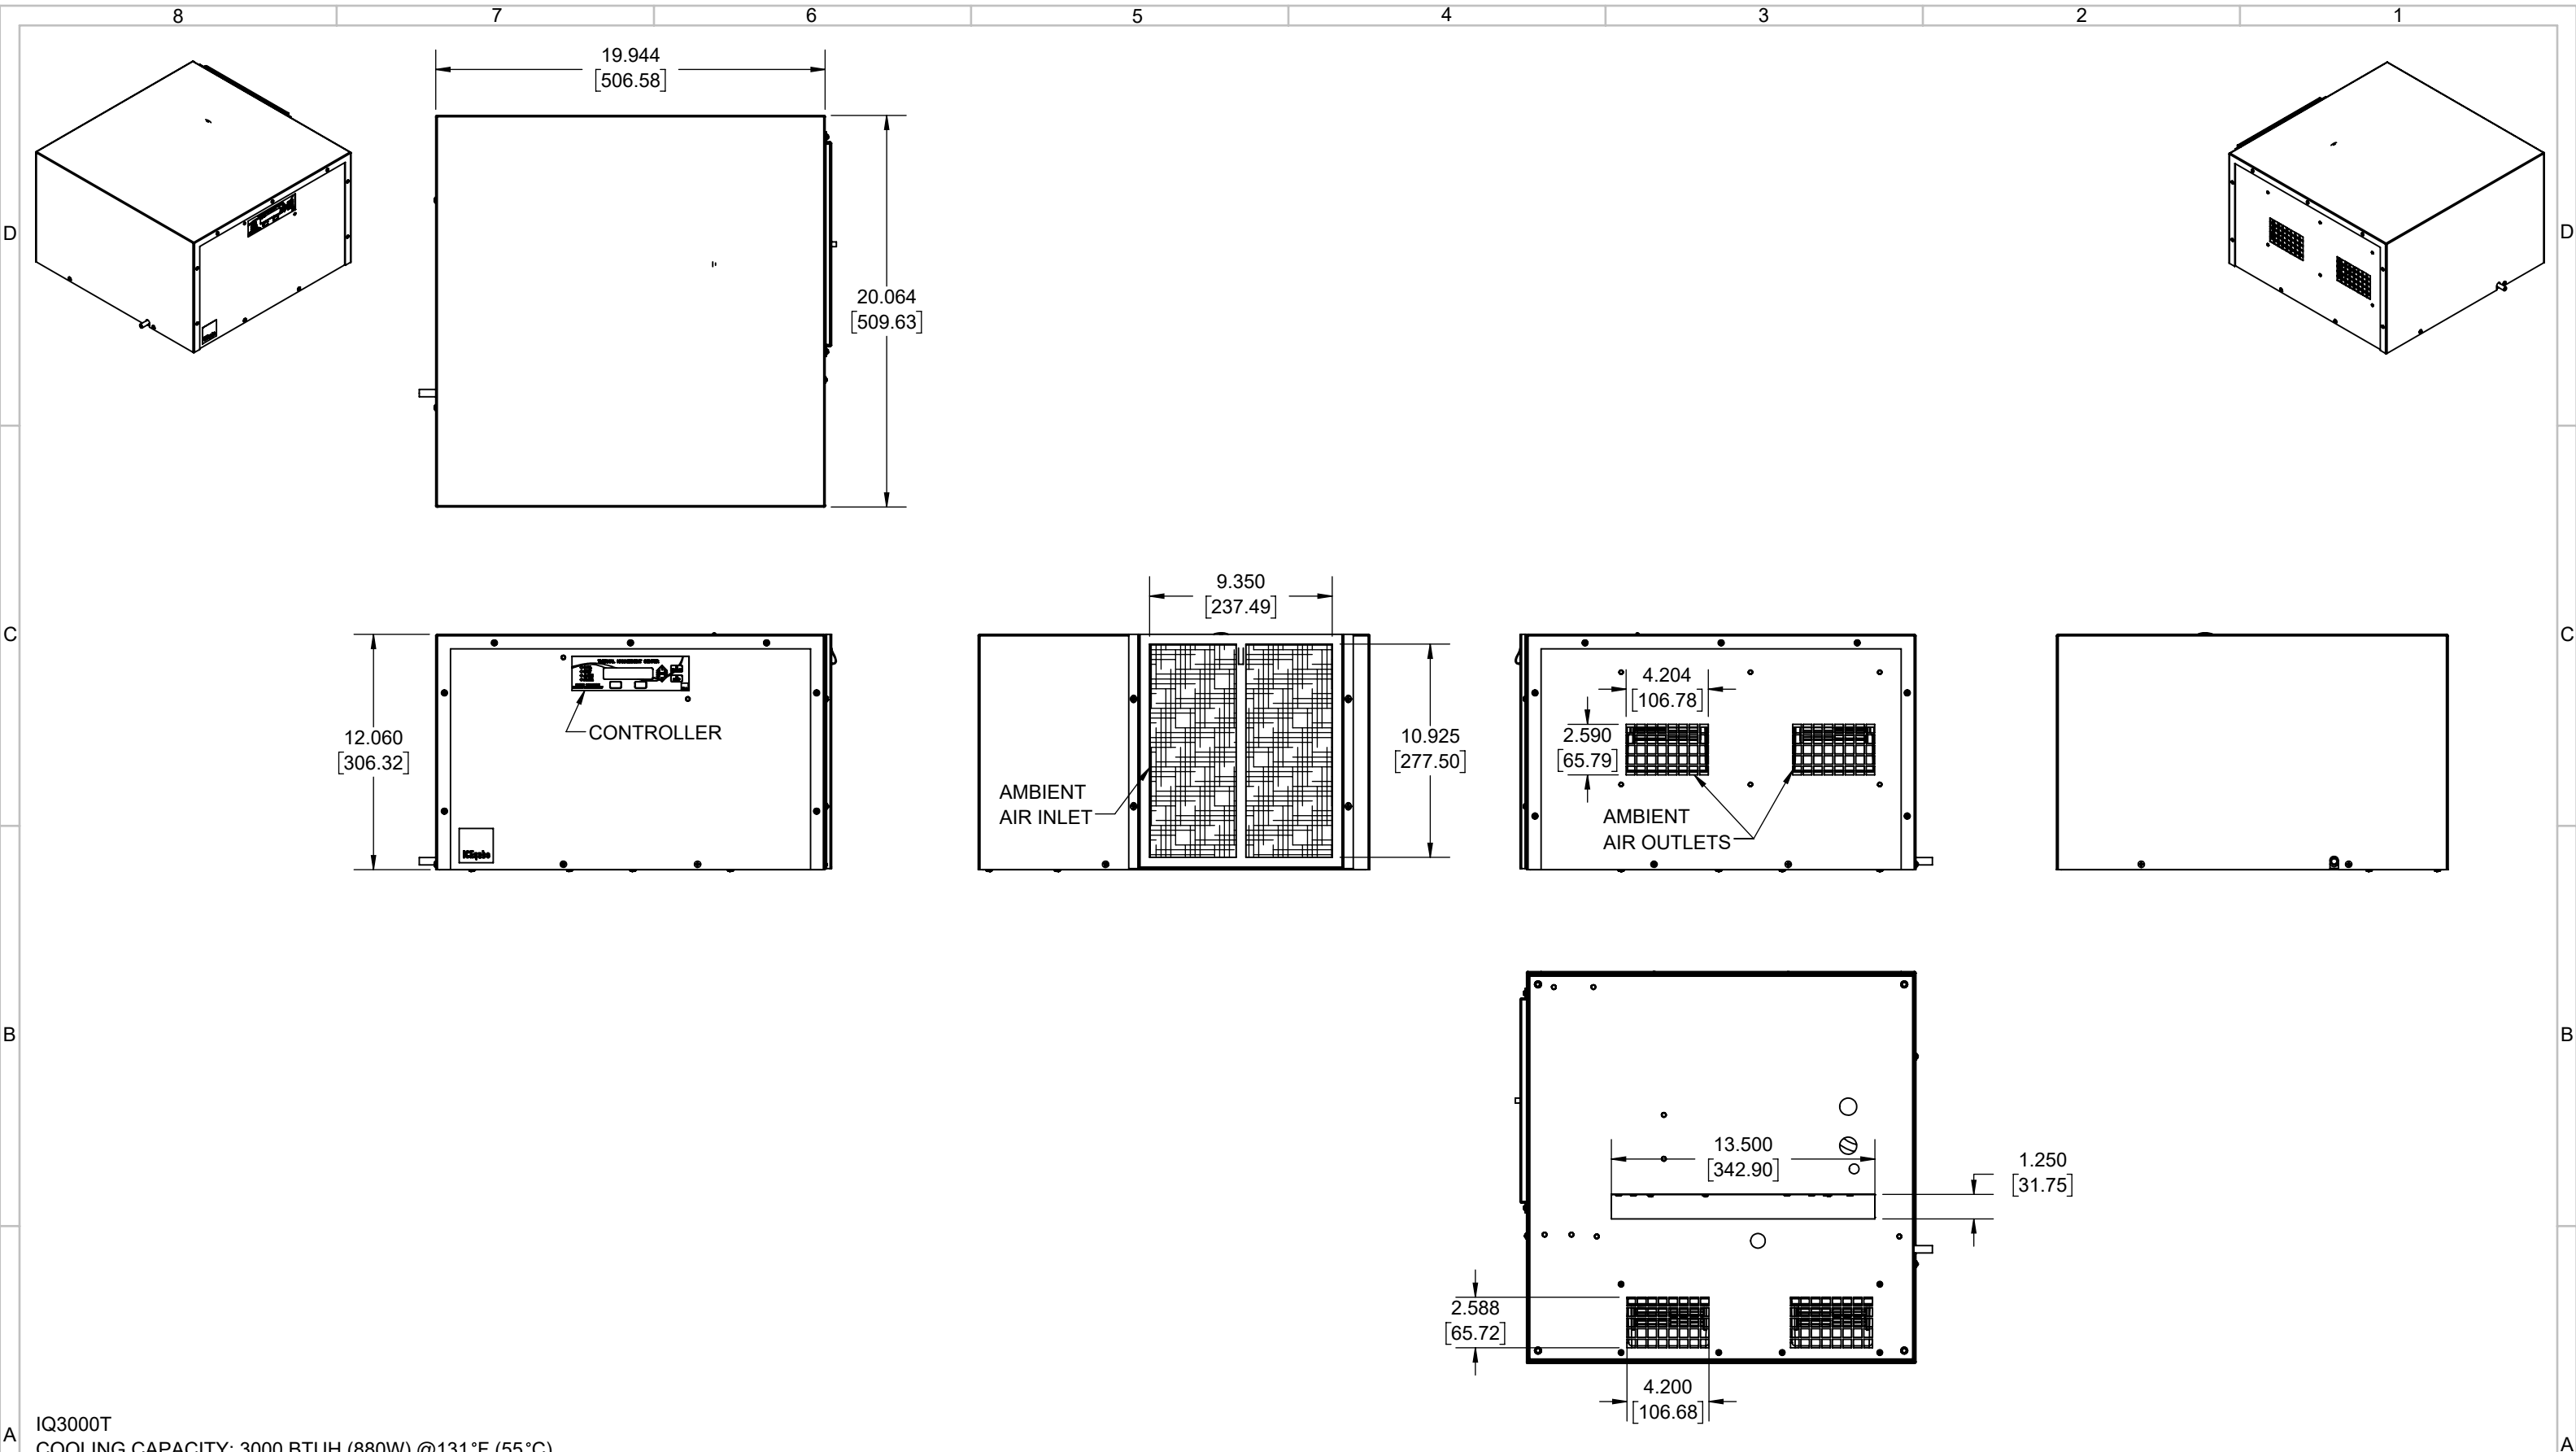 8 7 6 5 4 3 2 1
19.944
[506.58]
D D
20.064
[509.63]
9.350
[237.49]
C C
4.204
[106.78]
CONTROLLER
12.060
[306.32]
10.925
[277.50]
2.590
[65.79]
AMBIENT
AIR INLET
AMBIENT
AIR OUTLETS
B B
13.500
[342.90]
1.250
[31.75]
2.588
[65.72]
4.200
[106.68]
IQ3000T
A A
COOLING CAPACITY: 3000 BTUH (880W) @131°F (55°C)